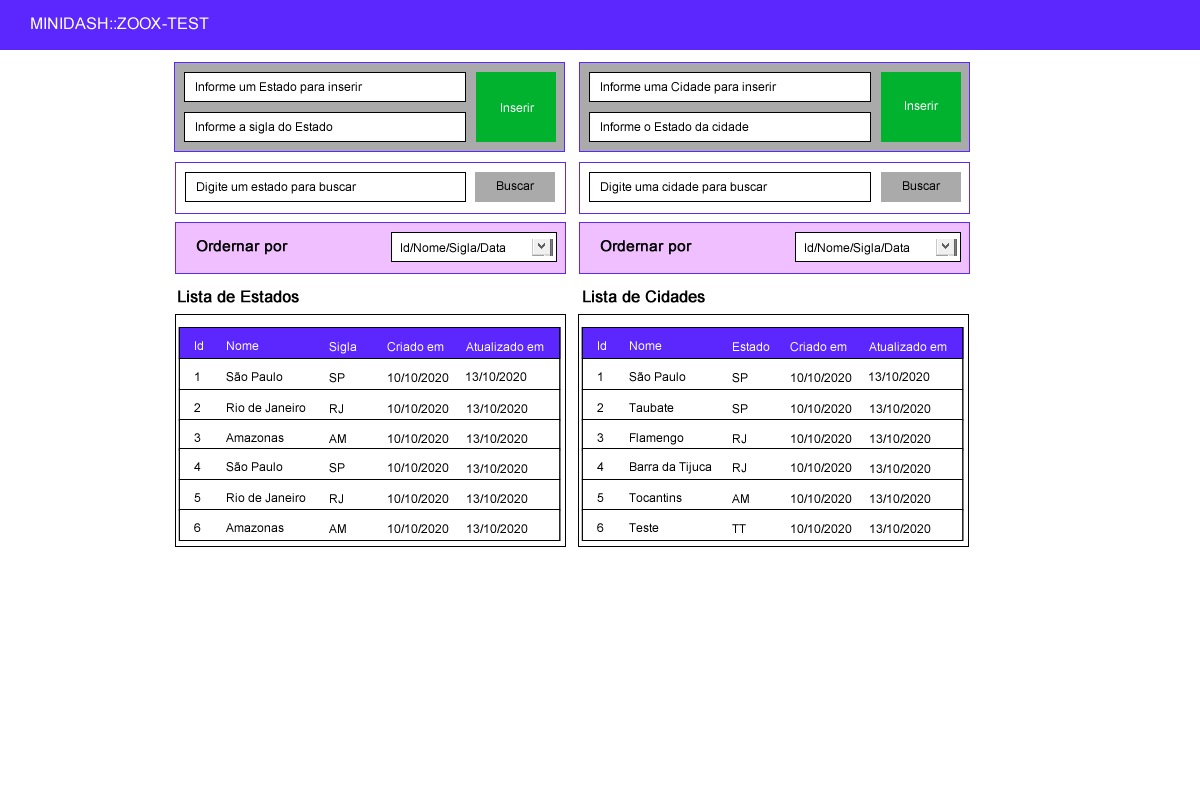 MINIDASH::ZOOX-TEST
Informe um Estado para inserir
Informe a sigla do Estado
Inserir
Informe uma Cidade para inserir
Informe o Estado da cidade
Inserir
Digite um estado para buscar
Buscar
Digite uma cidade para buscar
Buscar
Ordernar por
Id/Nome/Sigla/Data
Ordernar por
Id/Nome/Sigla/Data
Lista de Estados
Id Nome Sigla Criado em Atualizado em
1 São Paulo SP 10/10/2020 13/10/2020
2 Rio de Janeiro RJ 10/10/2020 13/10/2020
3 Amazonas AM 10/10/2020 13/10/2020
4 São Paulo SP 10/10/2020 13/10/2020
5 Rio de Janeiro RJ 10/10/2020 13/10/2020
6 Amazonas AM 10/10/2020 13/10/2020
Lista de Cidades
Id Nome Estado Criado em Atualizado em
1 São Paulo SP 10/10/2020 13/10/2020
2 Taubate SP 10/10/2020 13/10/2020
3 Flamengo RJ 10/10/2020 13/10/2020
4 Barra da Tijuca RJ 10/10/2020 13/10/2020
5 Tocantins AM 10/10/2020 13/10/2020
6 Teste TT 10/10/2020 13/10/2020